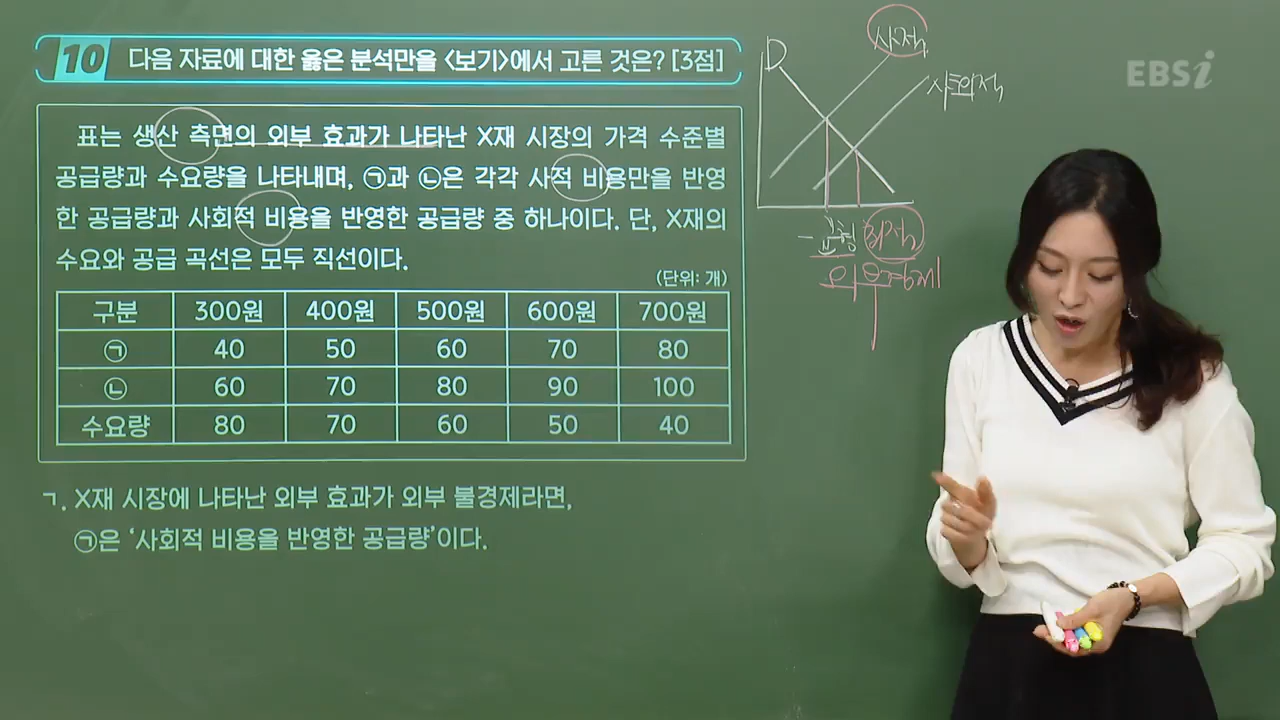 10 다음 자료에 대한 옳은 분석만을 <보기>에서 고른 것은? [3점]
표는 생산 측면의 외부 효과가 나타난 X재 시장의 가격 수준별
공급량과 수요량을 나타내며, ㉠과 ㉡은 각각 사적 비용만을 반영
한 공급량과 사회적 비용을 반영한 공급량 중 하나이다. 단, X재의
수요와 공급 곡선은 모두 직선이다.
(단위: 개)
구분 300원 400원 500원 600원 700원
㉠ 40 50 60 70 80
㉡ 60 70 80 90 100
수요량 80 70 60 50 40
ㄱ. X재 시장에 나타난 외부 효과가 외부 불경제라면,
㉠은 ‘사회적 비용을 반영한 공급량’이다.
D
사적
사회적
EBSi